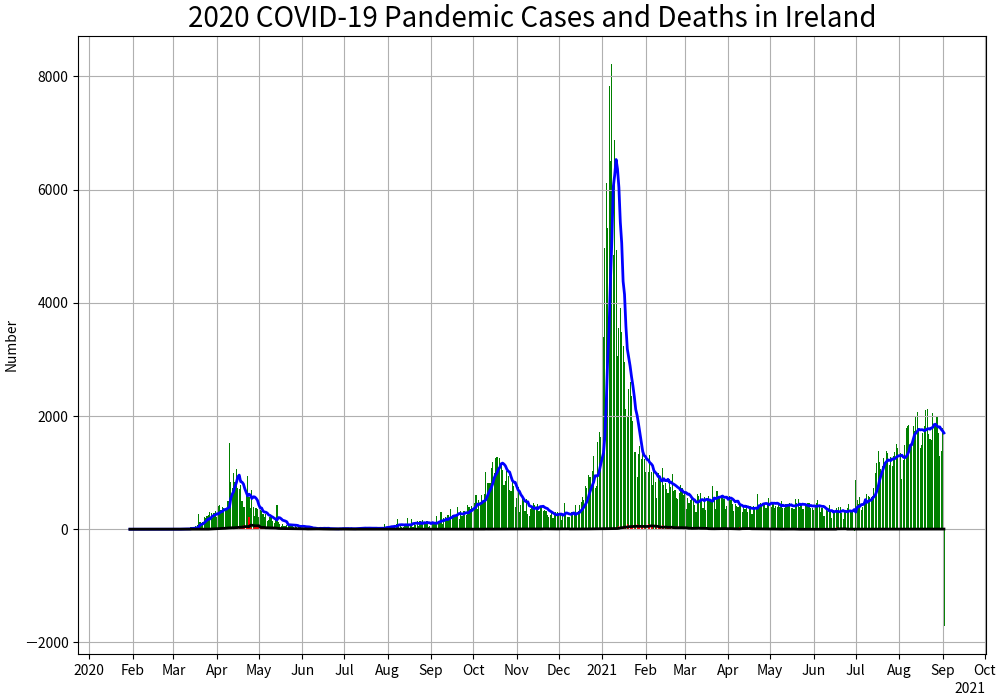 2020 COVID-19 Pandemic Cases and Deaths in Ireland
Number
8000
6000
4000
2000
0
−2000
2020 Feb Mar Apr May Jun Jul Aug Sep Oct Nov Dec 2021 Feb Mar Apr May Jun Jul Aug Sep Oct
2021